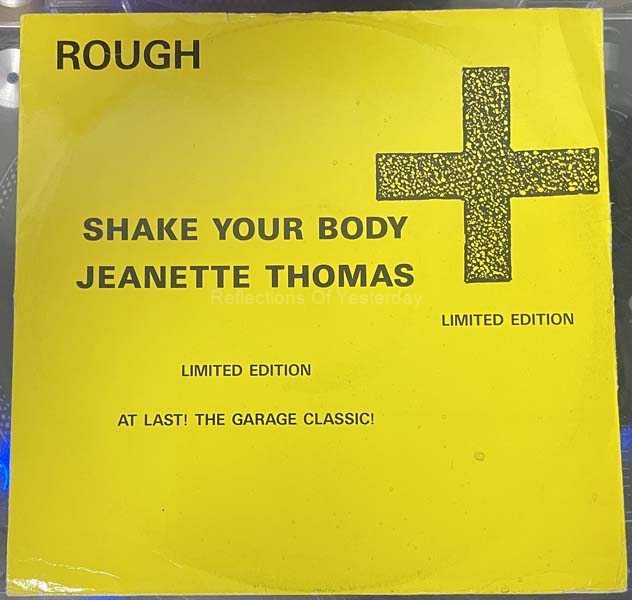 ROUGH
SHAKE YOUR BODY
JEANETTE THOMAS
Reflections Of Yesterday
LIMITED EDITION
LIMITED EDITION
AT LAST! THE GARAGE CLASSIC!